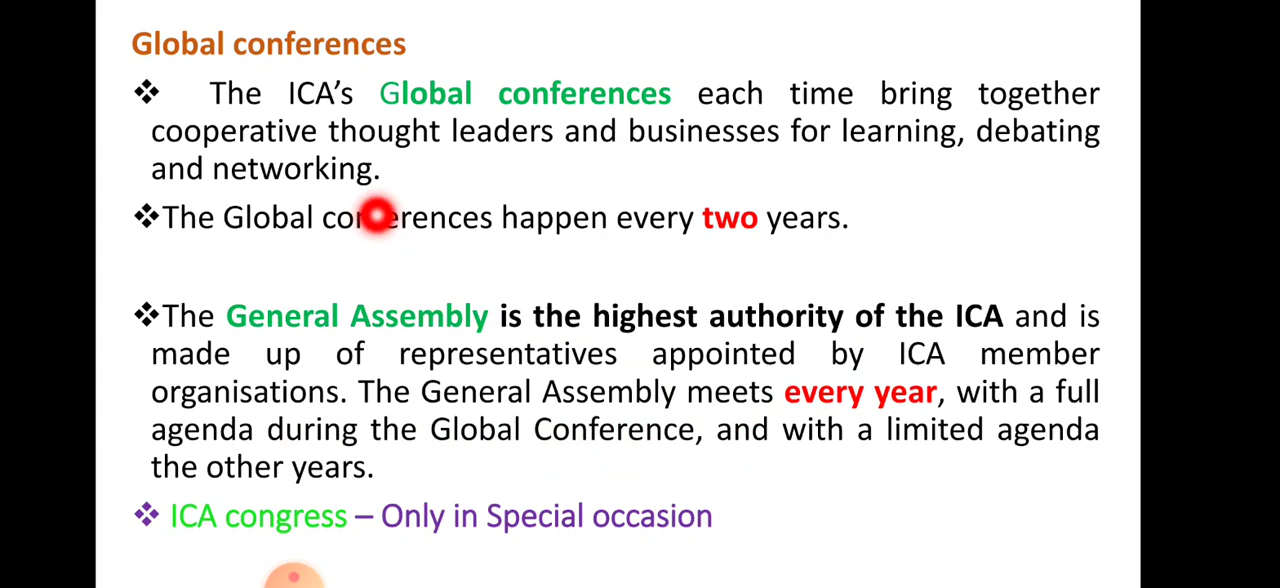 Global conferences
❖ The ICA’s Global conferences each time bring together
cooperative thought leaders and businesses for learning, debating
and networking.
❖The Global conferences happen every two years.
❖The General Assembly is the highest authority of the ICA and is
made up of representatives appointed by ICA member
organisations. The General Assembly meets every year, with a full
agenda during the Global Conference, and with a limited agenda
the other years.
❖ ICA congress – Only in Special occasion